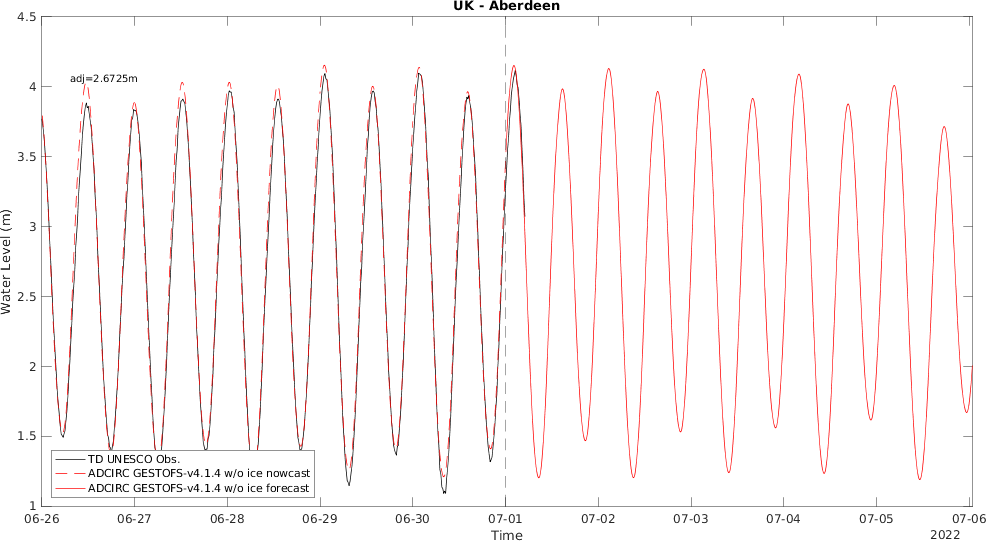 UK - Aberdeen
4.5
adj=2.6725m
4
3.5
3
2.5
2
1.5
1
Water Level (m)
TD UNESCO Obs.
ADCIRC GESTOFS-v4.1.4 w/o ice nowcast
ADCIRC GESTOFS-v4.1.4 w/o ice forecast
06-26 06-27 06-28 06-29 06-30 07-01 07-02 07-03 07-04 07-05 07-06
Time
2022